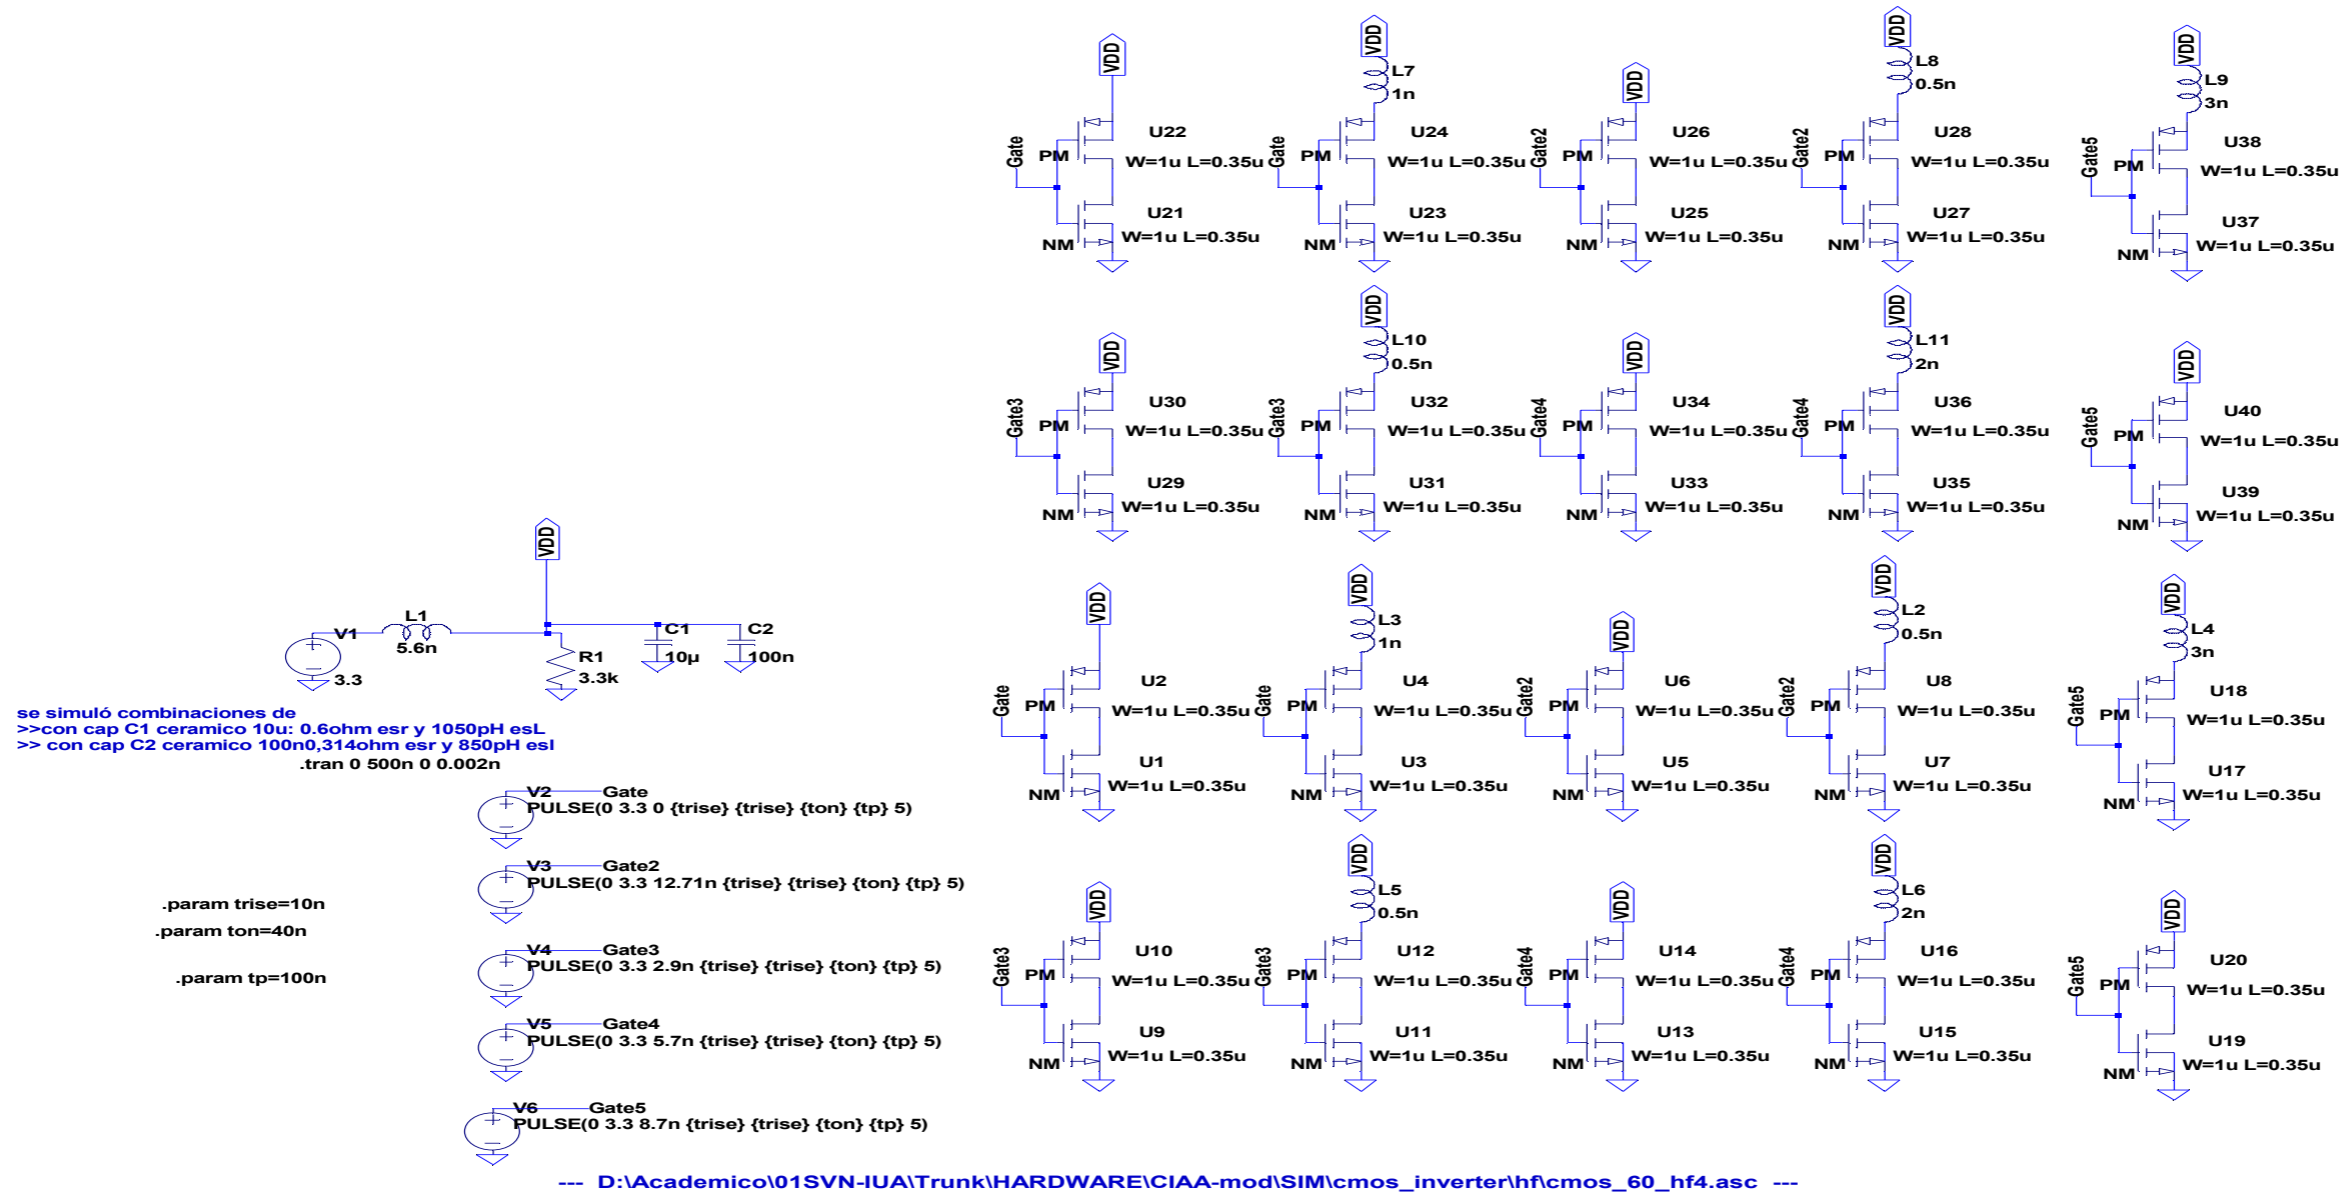 VDD
VDD
L7
1n
VDD
VDD
L8
0.5n
VDD
L9
3n
Gate
PM
U22
W=1u L=0.35u
U21
NM
W=1u L=0.35u
Gate
PM
U24
W=1u L=0.35u
U23
NM
W=1u L=0.35u
Gate2
PM
U26
W=1u L=0.35u
U25
NM
W=1u L=0.35u
Gate2
PM
U28
W=1u L=0.35u
U27
NM
W=1u L=0.35u
Gate5
PM
U38
W=1u L=0.35u
U37
NM
W=1u L=0.35u
VDD
VDD
L10
0.5n
VDD
VDD
L11
2n
VDD
Gate3
PM
U30
W=1u L=0.35u
U29
NM
W=1u L=0.35u
Gate3
PM
U32
W=1u L=0.35u
U31
NM
W=1u L=0.35u
Gate4
PM
U34
W=1u L=0.35u
U33
NM
W=1u L=0.35u
Gate4
PM
U36
W=1u L=0.35u
U35
NM
W=1u L=0.35u
Gate5
PM
U40
W=1u L=0.35u
U39
NM
W=1u L=0.35u
VDD
L1
5.6n
V1
3.3
R1
3.3k
C1
10µ
C2
100n
VDD
VDD
L3
1n
VDD
VDD
L2
0.5n
VDD
L4
3n
Gate
PM
U2
W=1u L=0.35u
U1
NM
W=1u L=0.35u
Gate
PM
U4
W=1u L=0.35u
U3
NM
W=1u L=0.35u
Gate2
PM
U6
W=1u L=0.35u
U5
NM
W=1u L=0.35u
Gate2
PM
U8
W=1u L=0.35u
U7
NM
W=1u L=0.35u
Gate5
PM
U18
W=1u L=0.35u
U17
NM
W=1u L=0.35u
se simuló combinaciones de
>>con cap C1 ceramico 10u: 0.6ohm esr y 1050pH esL
>> con cap C2 ceramico 100n0,314ohm esr y 850pH esl
.tran 0 500n 0 0.002n
V2
Gate
PULSE(0 3.3 0 {trise} {trise} {ton} {tp} 5)
V3
Gate2
PULSE(0 3.3 12.71n {trise} {trise} {ton} {tp} 5)
.param trise=10n
.param ton=40n
.param tp=100n
V4
Gate3
PULSE(0 3.3 2.9n {trise} {trise} {ton} {tp} 5)
V5
Gate4
PULSE(0 3.3 5.7n {trise} {trise} {ton} {tp} 5)
V6
Gate5
PULSE(0 3.3 8.7n {trise} {trise} {ton} {tp} 5)
VDD
VDD
L5
0.5n
VDD
VDD
L6
2n
VDD
Gate3
PM
U10
W=1u L=0.35u
U9
NM
W=1u L=0.35u
Gate3
PM
U12
W=1u L=0.35u
U11
NM
W=1u L=0.35u
Gate4
PM
U14
W=1u L=0.35u
U13
NM
W=1u L=0.35u
Gate4
PM
U16
W=1u L=0.35u
U15
NM
W=1u L=0.35u
Gate5
PM
U20
W=1u L=0.35u
U19
NM
W=1u L=0.35u
--- D:\Academico\01SVN-IUA\Trunk\HARDWARE\CIAA-mod\SIM\cmos_inverter\hf\cmos_60_hf4.asc ---